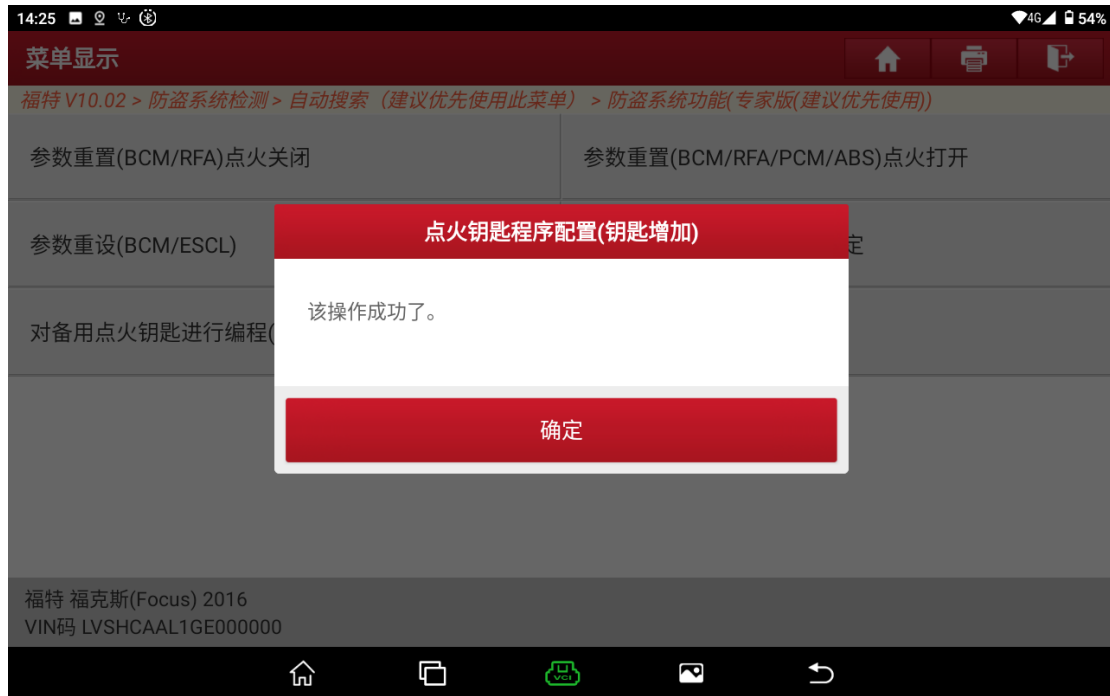 14:25
4G 54%
菜单显示
福特 V10.02 > 防盗系统检测 > 自动搜索（建议优先使用此菜单） > 防盗系统功能(专家版(建议优先使用))
参数重置(BCM/RFA)点火关闭
参数重置(BCM/RFA/PCM/ABS)点火打开
点火钥匙程序配置(钥匙增加)
参数重设(BCM/ESCL)
定
该操作成功了。
对备用点火钥匙进行编程(
确定
福特 福克斯(Focus) 2016
VIN码 LVSHCAAL1GE000000
VCI